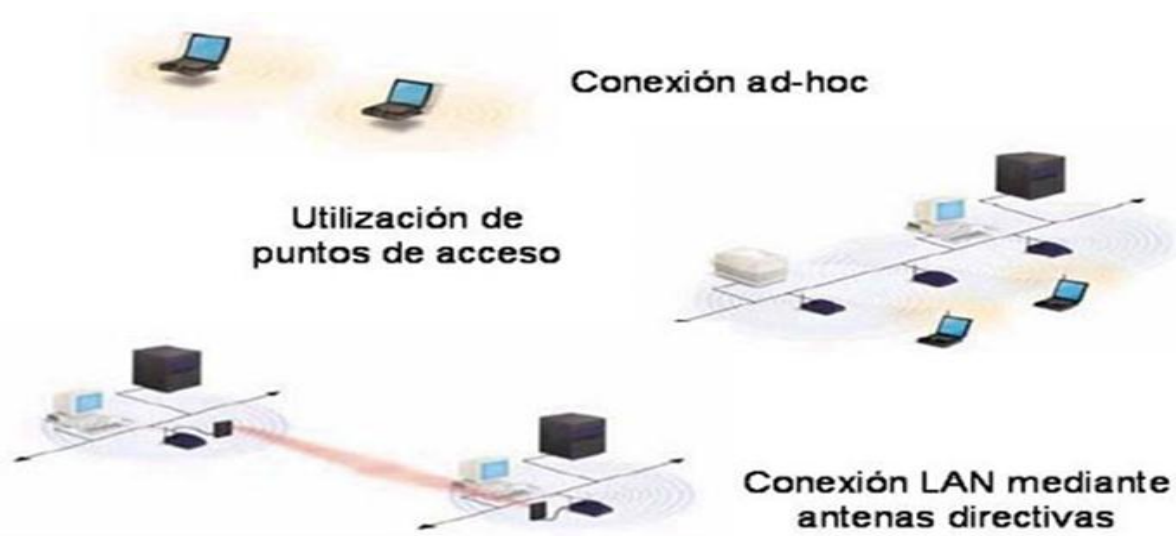 Conexión ad-hoc
Utilización de
puntos de acceso
Conexión LAN mediante
antenas directivas